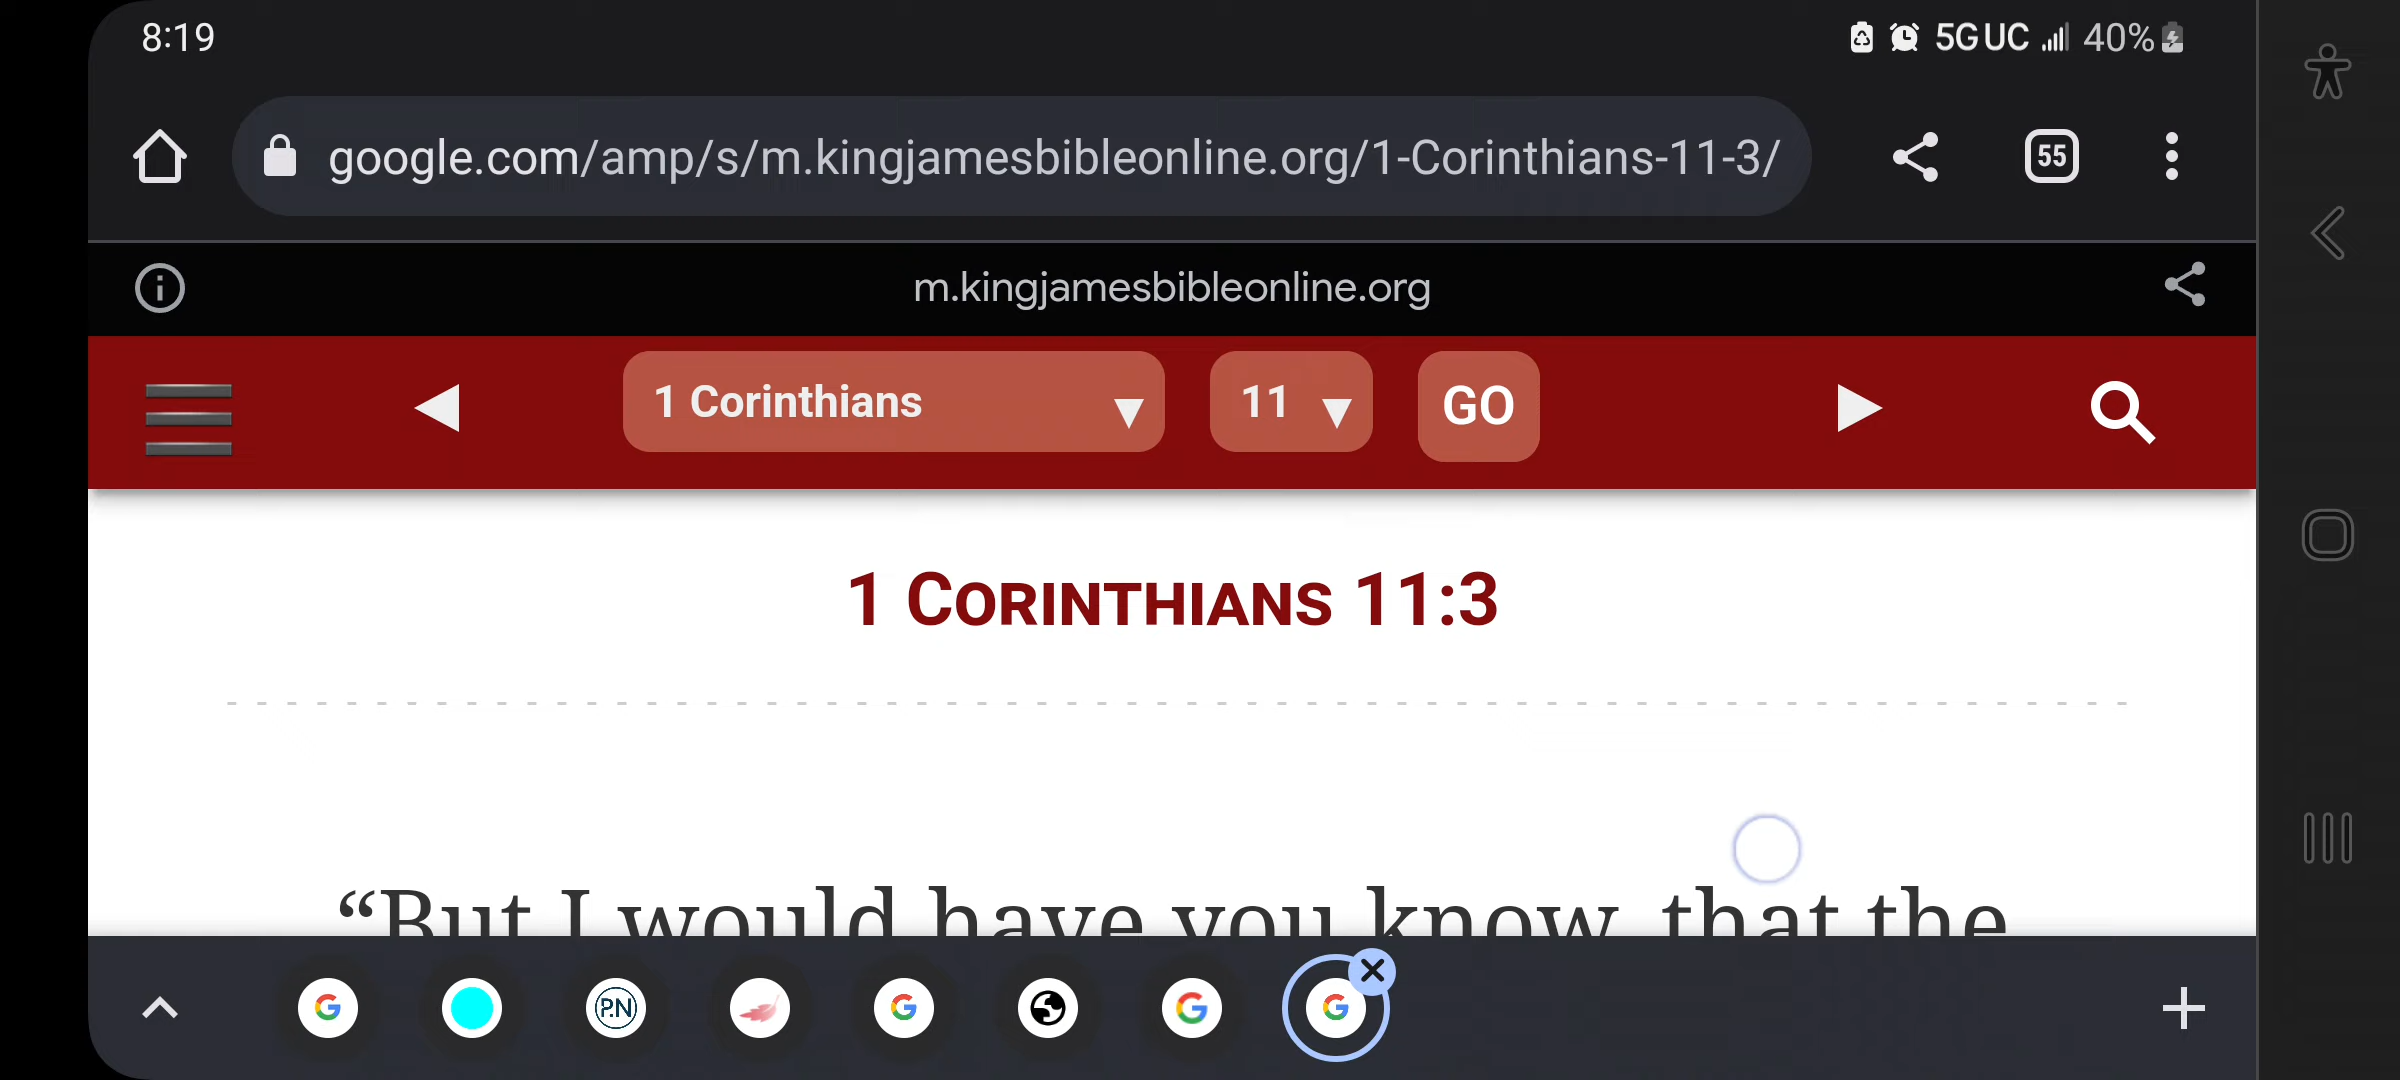 8:19
5G UC 40%
google.com/amp/s/m.kingjamesbibleonline.org/1-Corinthians-11-3/
55
m.kingjamesbibleonline.org
1 Corinthians 11 GO
1 Corinthians 11:3
“But I would have you know, that the
G P.N G G G